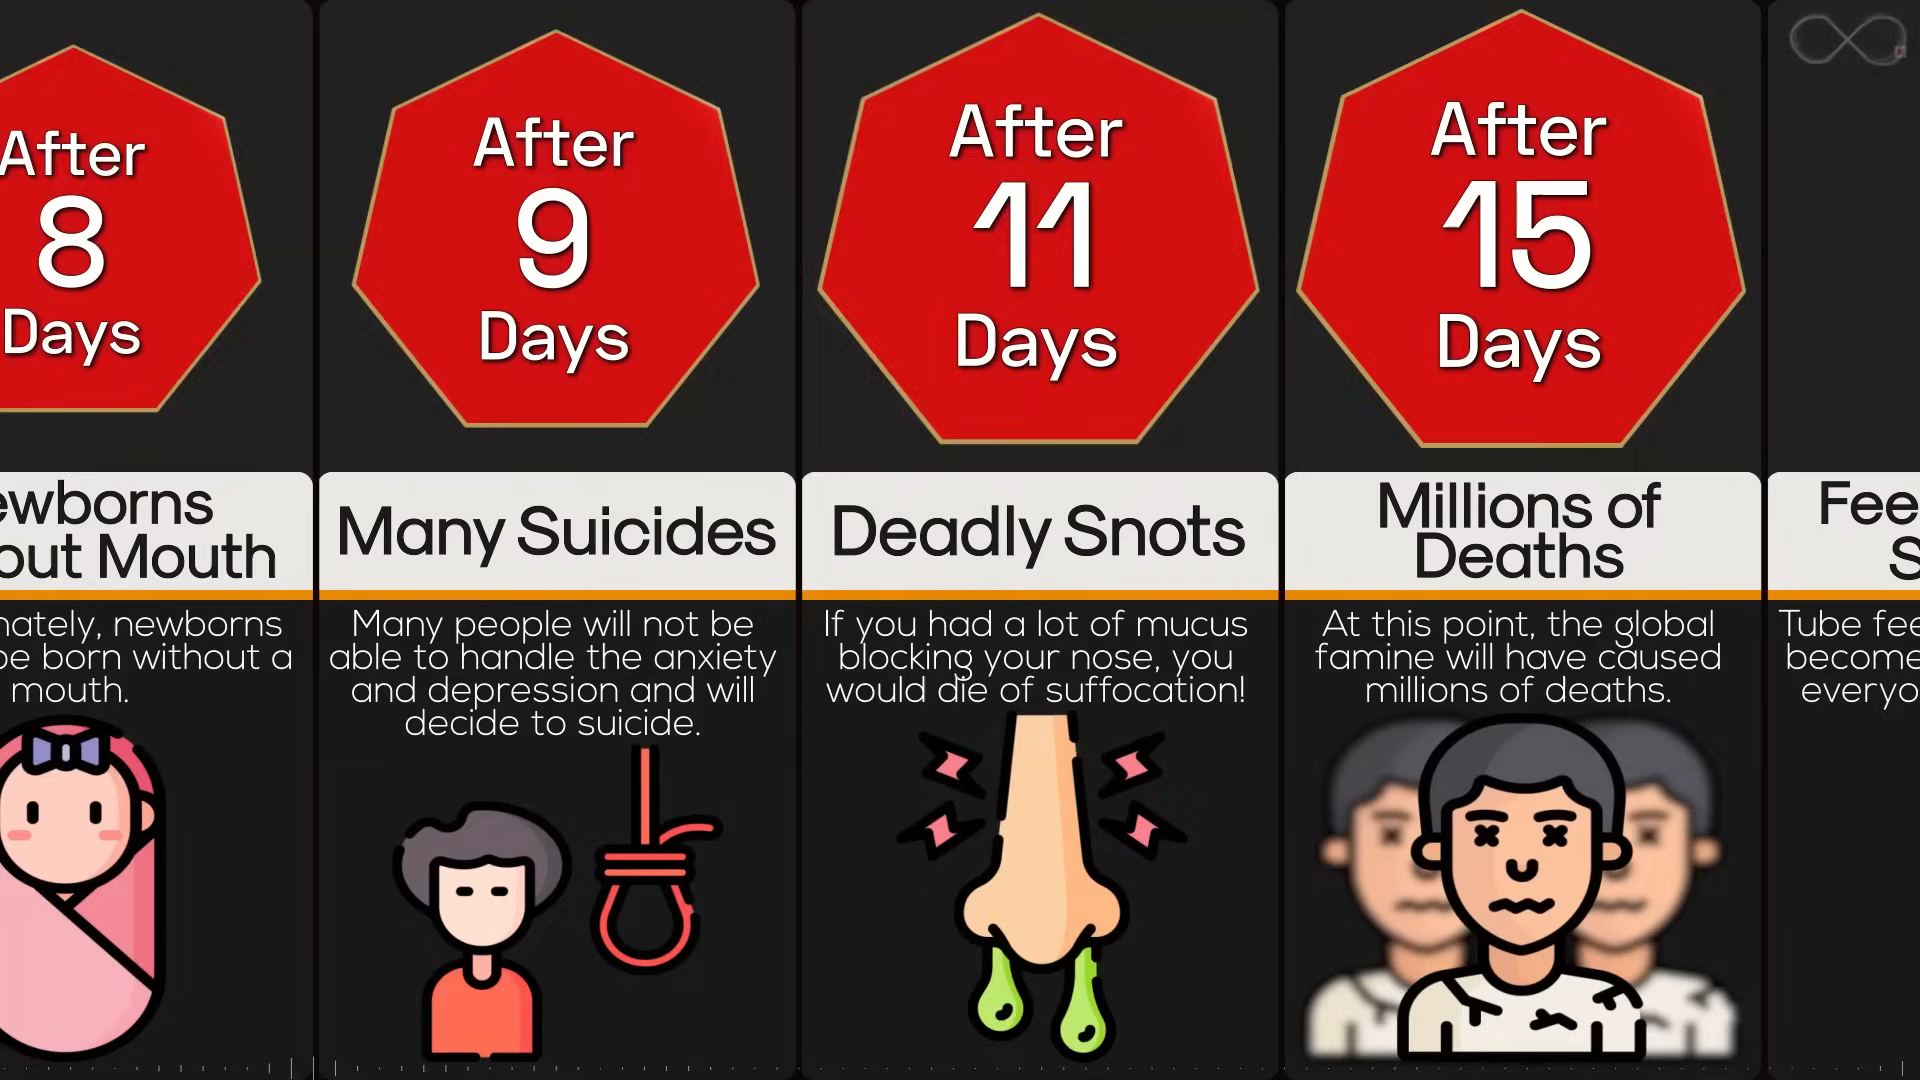 After
8
Days
ewborns
out Mouth
nately, newborns
be born without a
mouth.
After
9
Days
Many Suicides
Many people will not be
able to handle the anxiety
and depression and will
decide to suicide.
After
11
Days
Deadly Snots
If you had a lot of mucus
blocking your nose, you
would die of suffocation!
After
15
Days
Millions of
Deaths
At this point, the global
famine will have caused
millions of deaths.
Fee
S
Tube fee
become
everyo